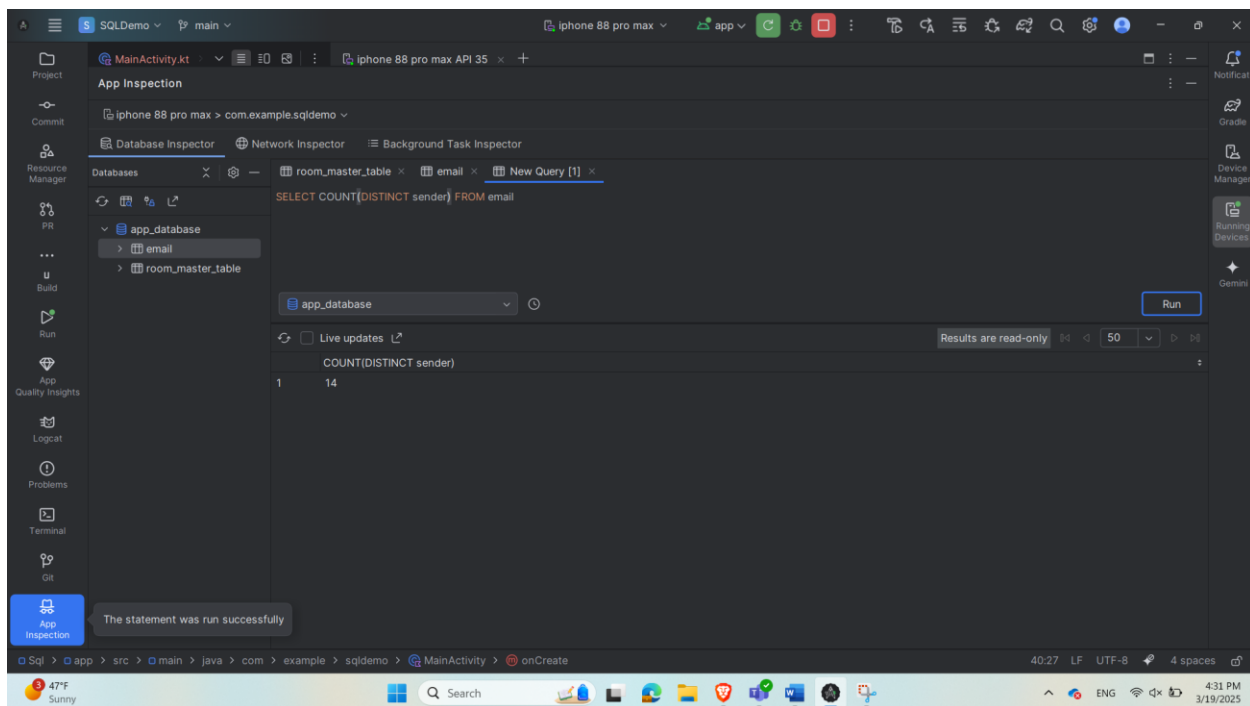 S SQLDemo main iphone 88 pro max app
Project
MainActivity.kt iphone 88 pro max API 35
Notificat
App Inspection
Commit
iphone 88 pro max > com.example.sqldemo
Gradle
Database Inspector Network Inspector Background Task Inspector
Resource
Manager
Databases
room_master_table email New Query [1]
Device
Manager
SELECT COUNT(DISTINCT sender) FROM email
PR
app_database
email
room_master_table
Running
Devices
Build
Gemini
app_database Run
Run
Live updates Results are read-only 50
COUNT(DISTINCT sender)
1 14
App
Quality Insights
Logcat
Problems
Terminal
Git
App
Inspection
The statement was run successfully
Sql > app > src > main > java > com > example > sqldemo > MainActivity > onCreate 40:27 LF UTF-8 4 spaces
3 47°F
Sunny
Search
ENG
4:31 PM
3/19/2025